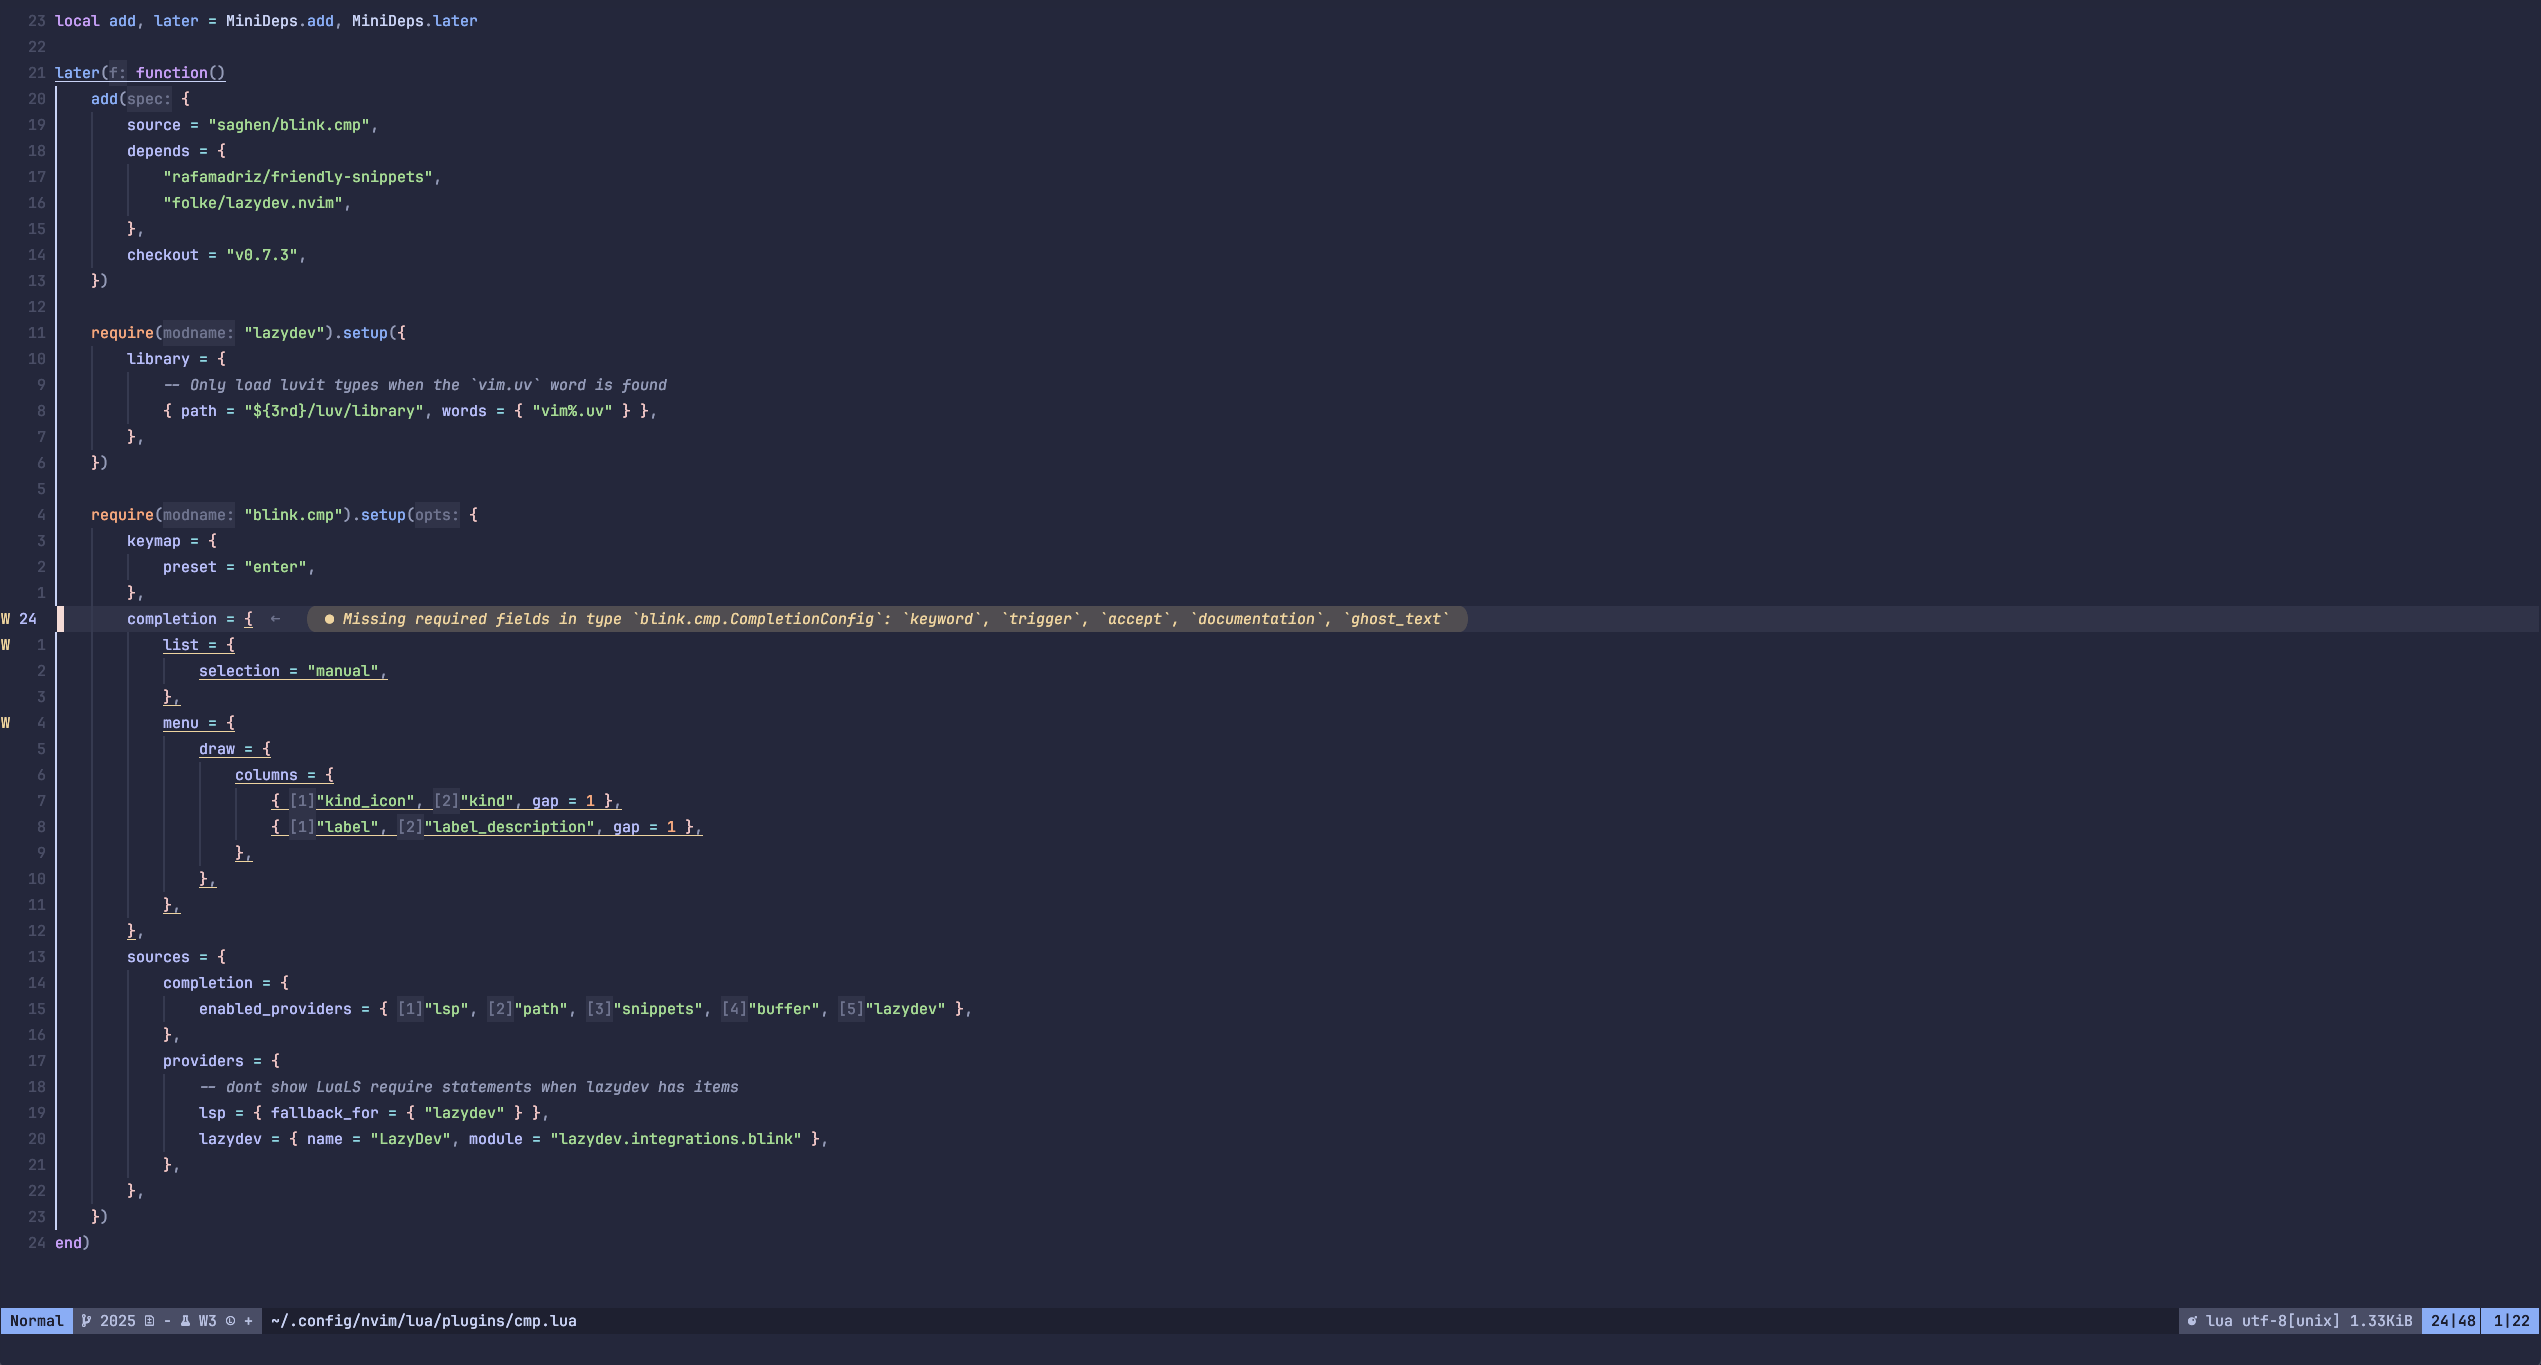 23 local add, later = MiniDeps.add, MiniDeps.later
22
21 later(f: function()
20     add(spec: {
19         source = "saghen/blink.cmp",
18         depends = {
17             "rafamadriz/friendly-snippets",
16             "folke/lazydev.nvim",
15         },
14         checkout = "v0.7.3",
13     })
12
11     require(modname: "lazydev").setup({
10         library = {
9             -- Only load luvit types when the `vim.uv` word is found
8             { path = "${3rd}/luv/library", words = { "vim%.uv" } },
7         },
6     })
5
4     require(modname: "blink.cmp").setup(opts: {
3         keymap = {
2             preset = "enter",
1         },
W 24         completion = { ← ● Missing required fields in type `blink.cmp.CompletionConfig`: `keyword`, `trigger`, `accept`, `documentation`, `ghost_text`
W 1             list = {
2                 selection = "manual",
3             },
W 4             menu = {
5                 draw = {
6                     columns = {
7                         { [1]"kind_icon", [2]"kind", gap = 1 },
8                         { [1]"label", [2]"label_description", gap = 1 },
9                     },
10                 },
11             },
12         },
13         sources = {
14             completion = {
15                 enabled_providers = { [1]"lsp", [2]"path", [3]"snippets", [4]"buffer", [5]"lazydev" },
16             },
17             providers = {
18                 -- dont show LuaLS require statements when lazydev has items
19                 lsp = { fallback_for = { "lazydev" } },
20                 lazydev = { name = "LazyDev", module = "lazydev.integrations.blink" },
21             },
22         },
23     })
24 end)
Normal 2025 - W3 + ~/.config/nvim/lua/plugins/cmp.lua lua utf-8[unix] 1.33KiB 24|48 1|22